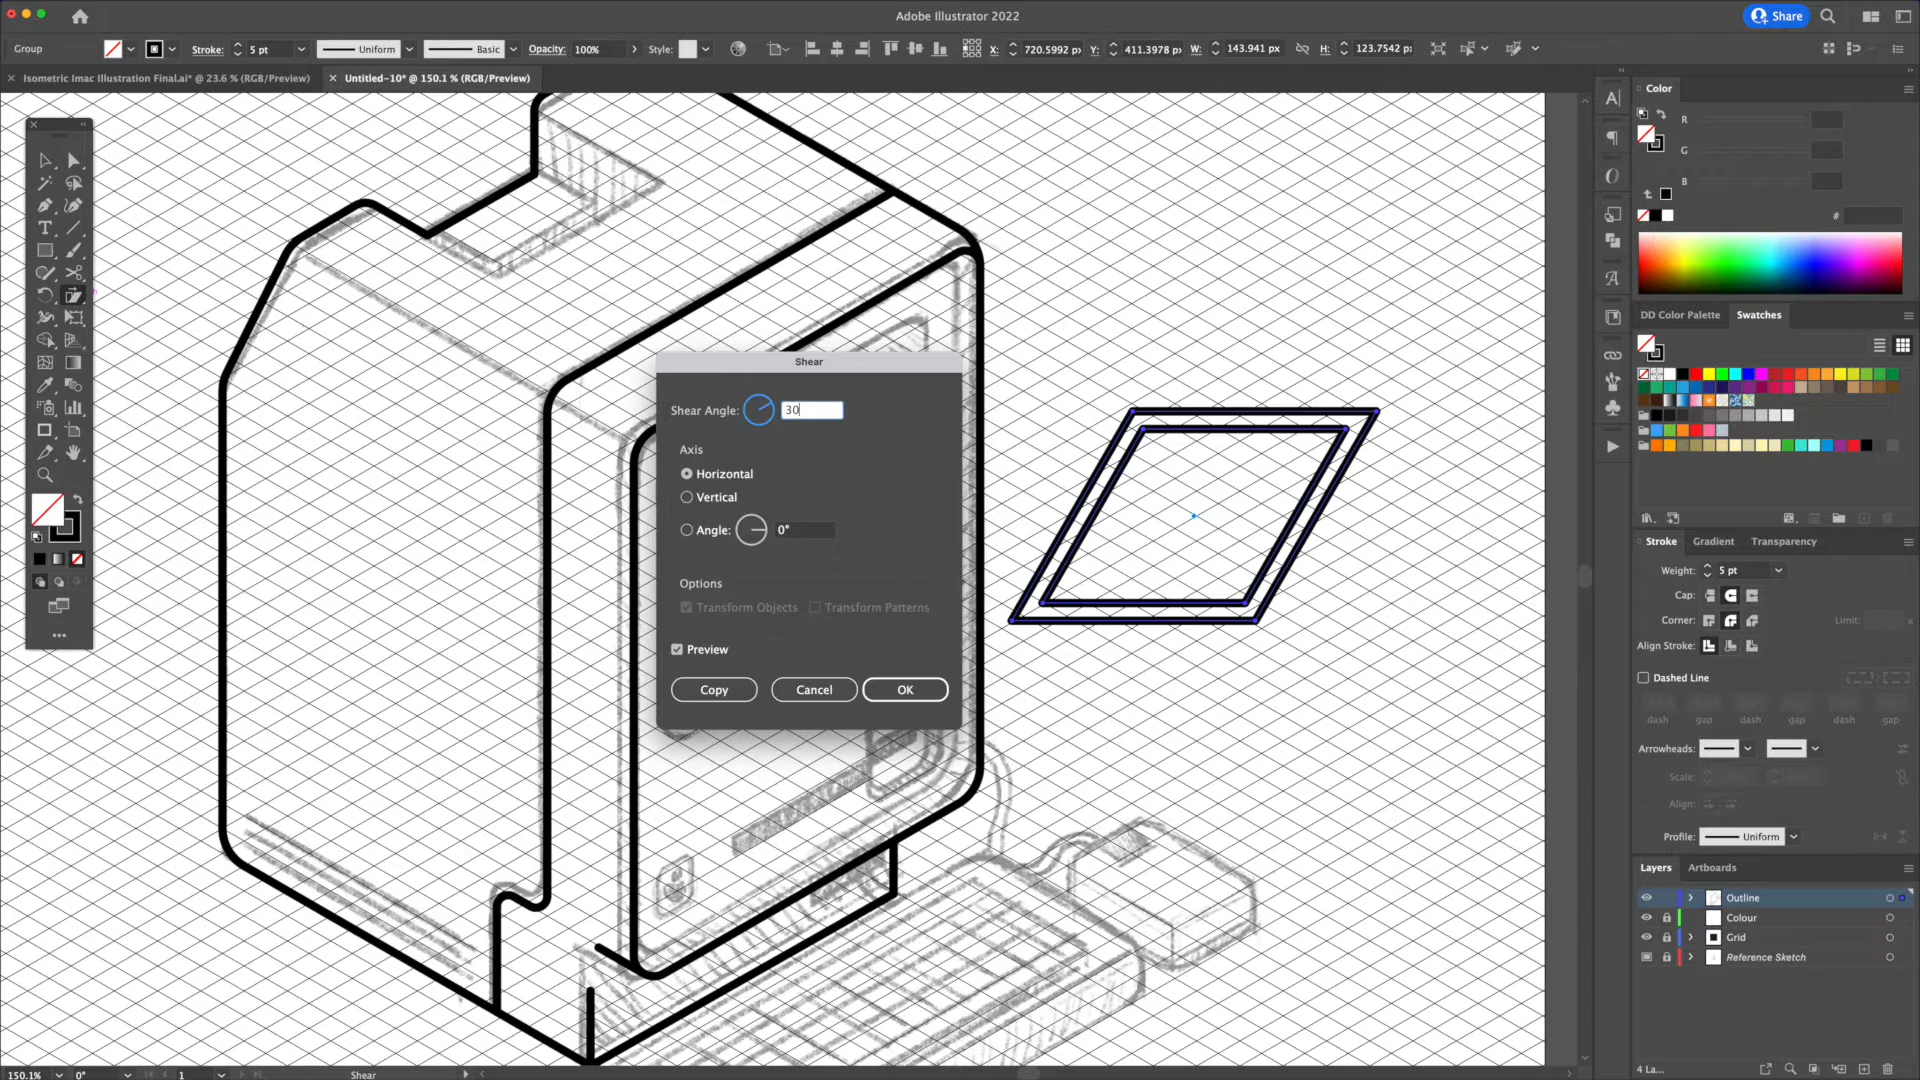 Adobe Illustrator 2022
Share
Group
Stroke:
5 pt
Uniform
Basic
Opacity:
100%
Style:
X:
720.5992 p
Y:
411.3978 p
W:
143.941 px
H:
123.7542 p
Isometric Imac Illustration Final.ai* @ 23.6 % (RGB/Preview)
Untitled-10* @ 150.1 % (RGB/Preview)
Color
R
G
B
#
DD Color Palette
Swatches
Shear
Shear Angle:
30
Axis
Horizontal
Vertical
Angle:
0°
Options
Transform Objects
Transform Patterns
Preview
Copy
Cancel
OK
Stroke
Gradient
Transparency
Weight:
5 pt
Cap:
Corner:
Limit:
x
Align Stroke:
Dashed Line
dash
gap
dash
gap
dash
gap
Arrowheads:
Scale:
Align:
Profile:
Uniform
Layers
Artboards
Outline
Colour
Grid
Reference Sketch
4 La...
150.1%
0°
1
Shear